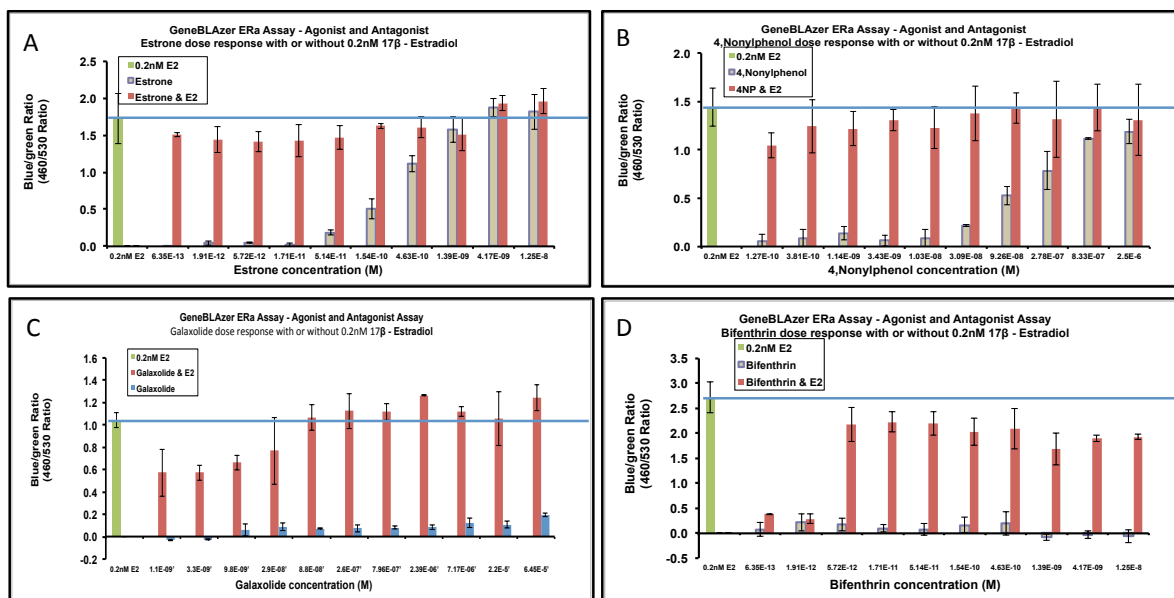 A
GeneBLAzer ERa Assay - Agonist and Antagonist
Estrone dose response with or without 0.2nM 17β - Estradiol
0.2nM E2
Estrone
Estrone & E2
Blue/green Ratio
(460/530 Ratio)
2.5
2.0
1.5
1.0
0.5
0.0
0.2nM E2 6.35E-13 1.91E-12 5.72E-12 1.71E-11 5.14E-11 1.54E-10 4.63E-10 1.39E-09 4.17E-09 1.25E-8
Estrone concentration (M)
B
GeneBLAzer ERa Assay - Agonist and Antagonist
4,Nonylphenol dose response with or without 0.2nM 17β - Estradiol
0.2nM E2
4,Nonylphenol
4NP & E2
Blue/green Ratio
(460/530 Ratio)
2.0
1.5
1.0
0.5
0.0
0.2nM E2 1.27E-10 3.81E-10 1.14E-09 3.43E-09 1.03E-08 3.09E-08 9.26E-08 2.78E-07 8.33E-07 2.5E-6
4,Nonylphenol concentration (M)
C
GeneBLAzer ERa Assay - Agonist and Antagonist Assay
Galaxolide dose response with or without 0.2nM 17β - Estradiol
0.2nM E2
Galaxolide & E2
Galaxolide
Blue/green Ratio
(460/530 Ratio)
1.6
1.4
1.2
1.0
0.8
0.6
0.4
0.2
0.0
-0.2
0.2nM E2 1.1E-09' 3.3E-09' 9.8E-09' 2.9E-08' 8.8E-08' 2.6E-07' 7.96E-07' 2.39E-06' 7.17E-06' 2.2E-5' 6.45E-5'
Galaxolide concentration (M)
D
GeneBLAzer ERa Assay - Agonist and Antagonist Assay
Bifenthrin dose response with or without 0.2nM 17β - Estradiol
0.2nM E2
Bifenthrin
Bifenthrin & E2
Blue/green Ratio
(460/530 Ratio)
3.5
3.0
2.5
2.0
1.5
1.0
0.5
0.0
-0.5
0.2nM E2 6.35E-13 1.91E-12 5.72E-12 1.71E-11 5.14E-11 1.54E-10 4.63E-10 1.39E-09 4.17E-09 1.25E-8
Bifenthrin concentration (M)